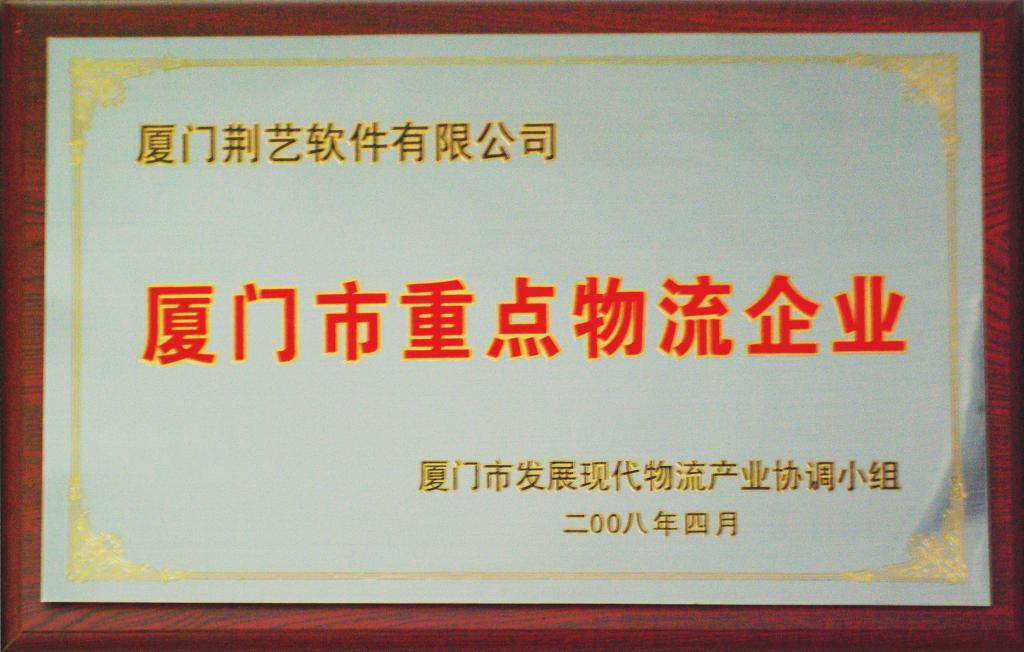 厦门荆艺软件有限公司
厦门市重点物流企业
厦门市发展现代物流产业协调小组
二00八年四月